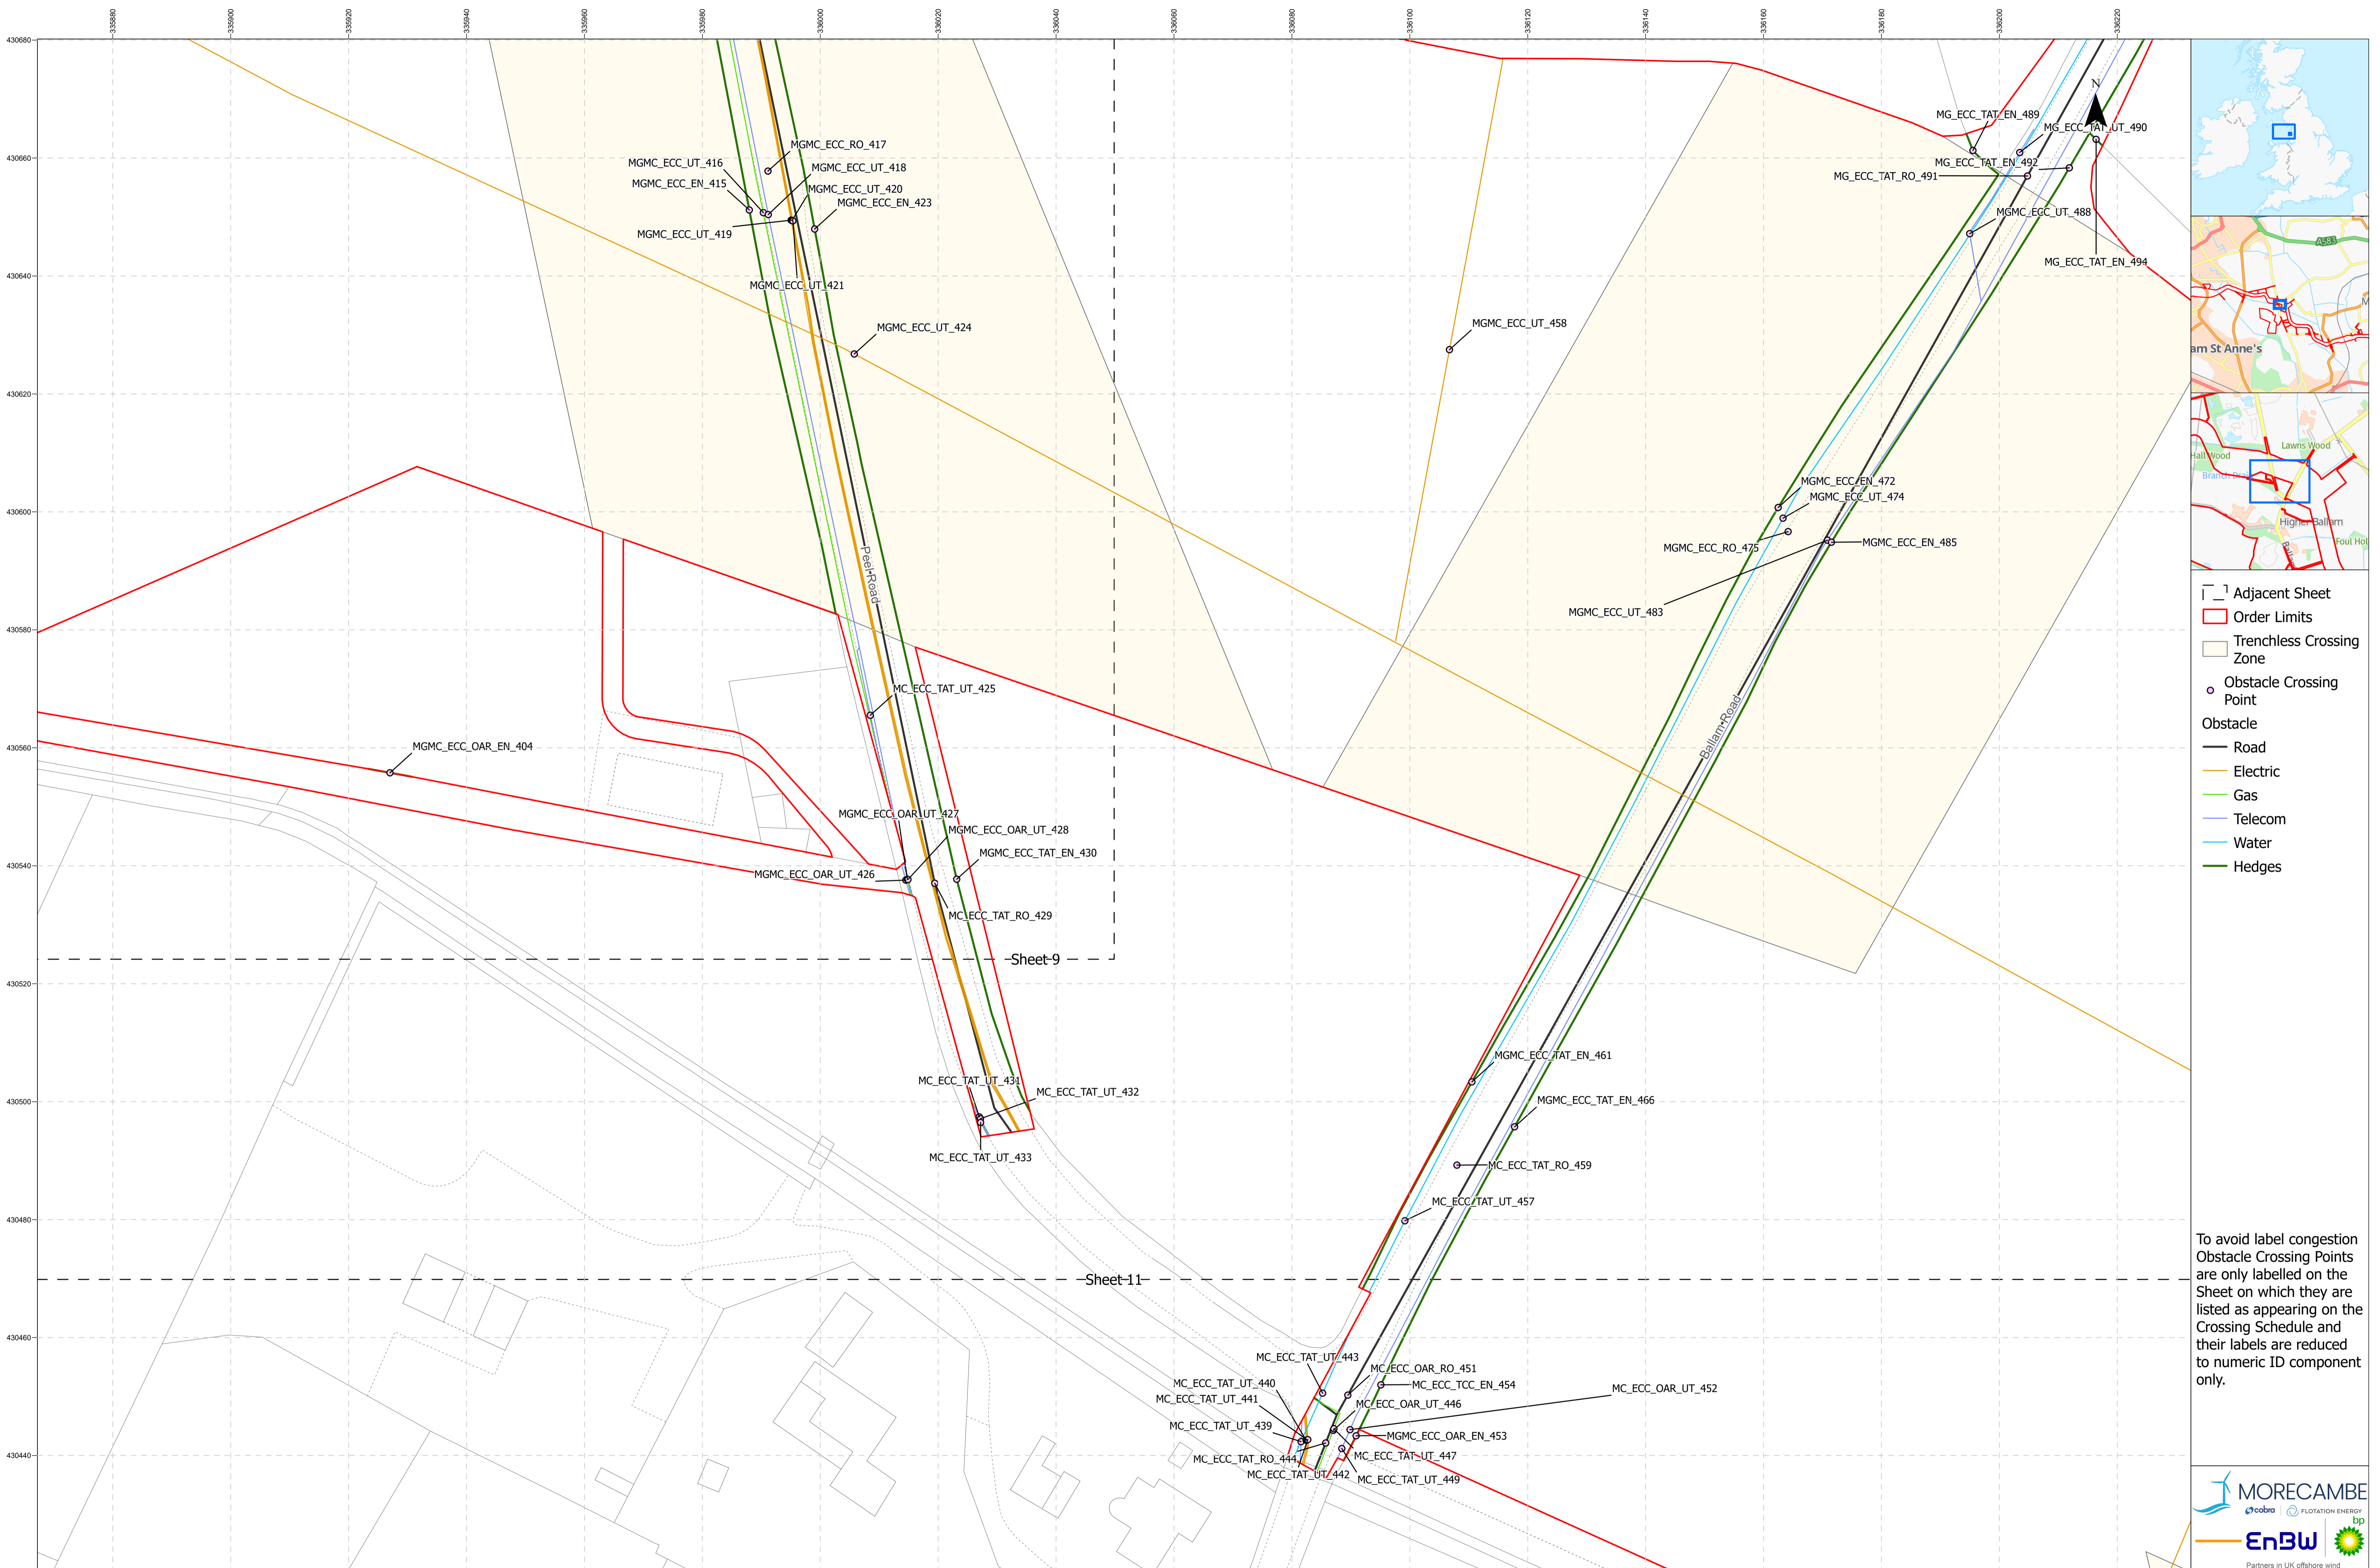 335880
335900
335920
335940
335960
335980
336000
336020
336040
336060
336080
336100
336120
336140
336160
336180
336200
336220
430680
430660
430640
430620
430600
430580
430560
430540
430520
430500
430480
430460
430440
N
MGMC_ECC_RO_417
MGMC_ECC_UT_416
MGMC_ECC_UT_418
MGMC_ECC_EN_415
MGMC_ECC_UT_420
MGMC_ECC_EN_423
MGMC_ECC_UT_419
MGMC_ECC_UT_421
MGMC_ECC_UT_424
MGMC_ECC_UT_458
MG_ECC_TAT_EN_489
MG_ECC_TAT_UT_490
MG_ECC_TAT_EN_492
MG_ECC_TAT_RO_491
MGMC_ECC_UT_488
MG_ECC_TAT_EN_494
MGMC_ECC_EN_472
MGMC_ECC_UT_474
MGMC_ECC_RO_475
MGMC_ECC_EN_485
MGMC_ECC_UT_483
Peel Road
Ballam Road
MC_ECC_TAT_UT_425
MGMC_ECC_OAR_EN_404
MGMC_ECC_OAR_UT_427
MGMC_ECC_OAR_UT_428
MGMC_ECC_TAT_EN_430
MGMC_ECC_OAR_UT_426
MC_ECC_TAT_RO_429
Sheet 9
MC_ECC_TAT_UT_431
MC_ECC_TAT_UT_432
MC_ECC_TAT_UT_433
MGMC_ECC_TAT_EN_461
MGMC_ECC_TAT_EN_466
MC_ECC_TAT_RO_459
MC_ECC_TAT_UT_457
Sheet 11
MC_ECC_TAT_UT_443
MC_ECC_OAR_RO_451
MC_ECC_TAT_UT_440
MC_ECC_TCC_EN_454
MC_ECC_OAR_UT_452
MC_ECC_TAT_UT_441
MC_ECC_OAR_UT_446
MC_ECC_TAT_UT_439
MGMC_ECC_OAR_EN_453
MC_ECC_TAT_RO_444
MC_ECC_TAT_UT_447
MC_ECC_TAT_UT_442
MC_ECC_TAT_UT_449
A583
M
am St Anne's
Lawns Wood
Hall Wood
Branch Drai
Higher Ballam
Foul Hol
Balla
Adjacent Sheet
Order Limits
Trenchless Crossing
Zone
Obstacle Crossing
Point
Obstacle
Road
Electric
Gas
Telecom
Water
Hedges
To avoid label congestion
Obstacle Crossing Points
are only labelled on the
Sheet on which they are
listed as appearing on the
Crossing Schedule and
their labels are reduced
to numeric ID component
only.
MORECAMBE
cobra FLOTATION ENERGY
EnBW bp
Partners in UK offshore wind